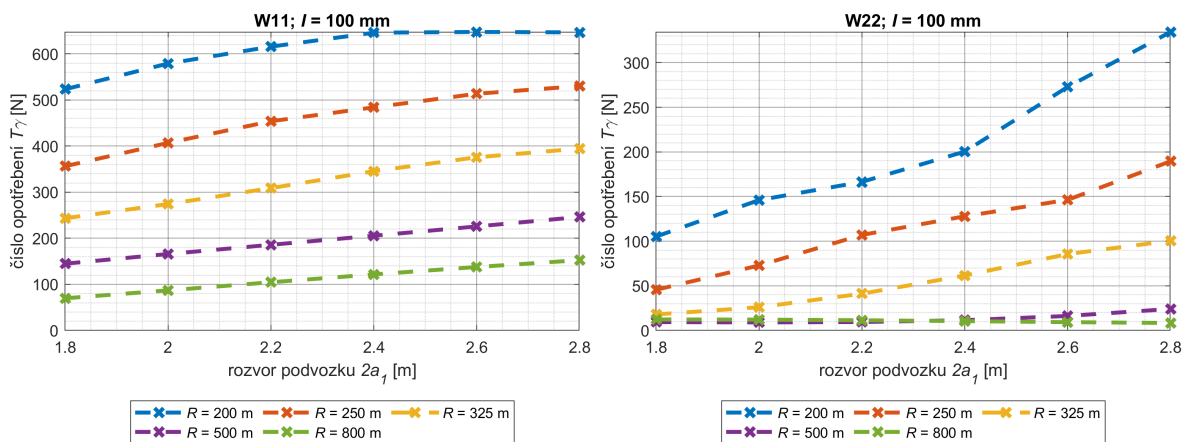 W11; I = 100 mm
číslo opotřebení Tγ [N]
600
500
400
300
200
100
0
1.8 2 2.2 2.4 2.6 2.8
rozvor podvozku 2a1 [m]
R = 200 m R = 250 m R = 325 m
R = 500 m R = 800 m
W22; I = 100 mm
číslo opotřebení Tγ [N]
300
250
200
150
100
50
0
1.8 2 2.2 2.4 2.6 2.8
rozvor podvozku 2a1 [m]
R = 200 m R = 250 m R = 325 m
R = 500 m R = 800 m